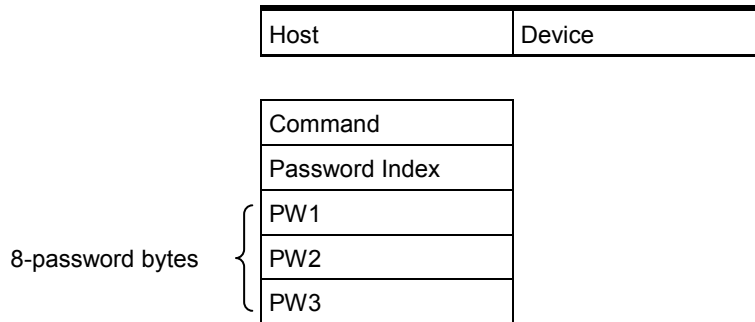 Host Device
Command
Password Index
PW1
8-password bytes PW2
PW3